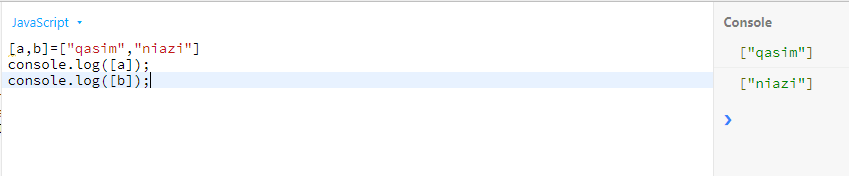 JavaScript
[a,b]=["qasim","niazi"]
console.log([a]);
console.log([b]);
Console
["qasim"]
["niazi"]